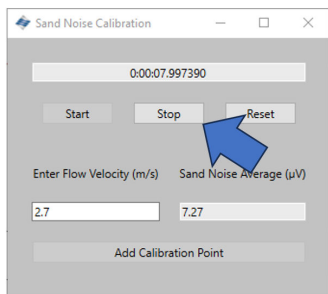 Sand Noise Calibration
0:00:07.997390
Start Stop Reset
Enter Flow Velocity (m/s) Sand Noise Average (µV)
2.7 7.27
Add Calibration Point